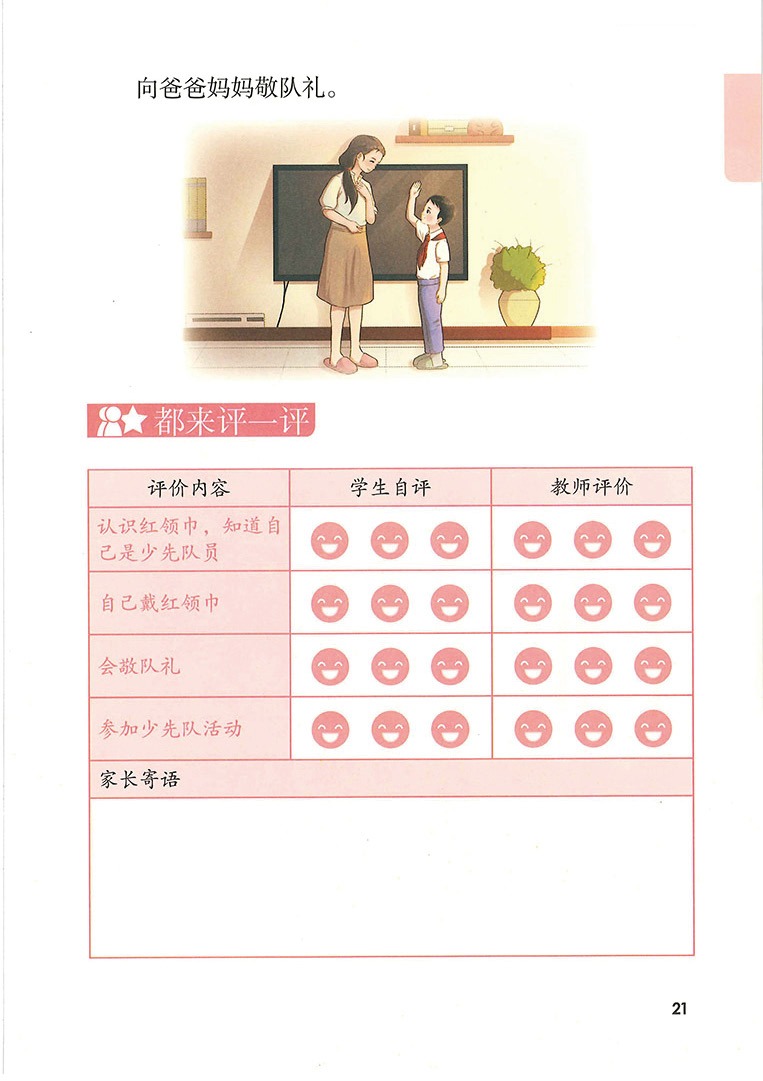 向爸爸妈妈敬队礼。
都来评一评
评价内容 学生自评 教师评价
认识红领巾，知道自
己是少先队员
自己戴红领巾
会敬队礼
参加少先队活动
家长寄语
21